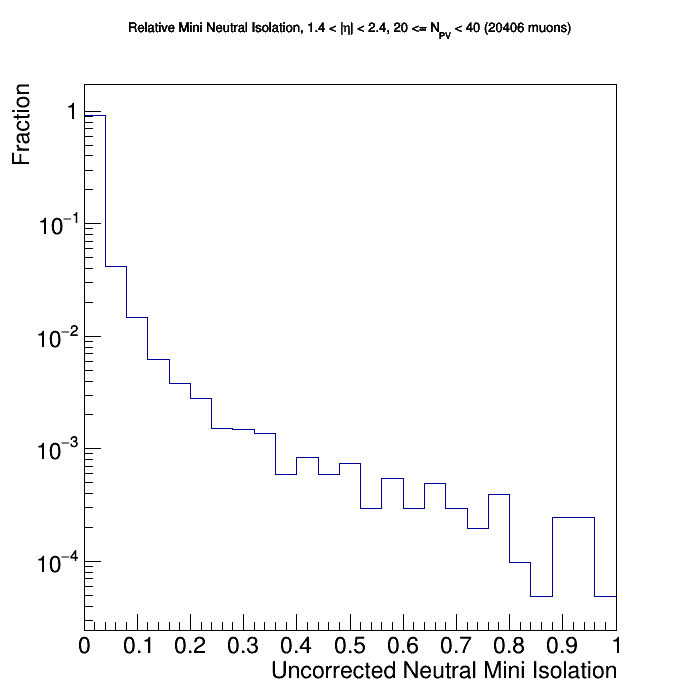 Relative Mini Neutral Isolation, 1.4 < |η| < 2.4, 20 <= N_PV < 40 (20406 muons)
Fraction
1
10⁻¹
10⁻²
10⁻³
10⁻⁴
0 0.1 0.2 0.3 0.4 0.5 0.6 0.7 0.8 0.9 1
Uncorrected Neutral Mini Isolation